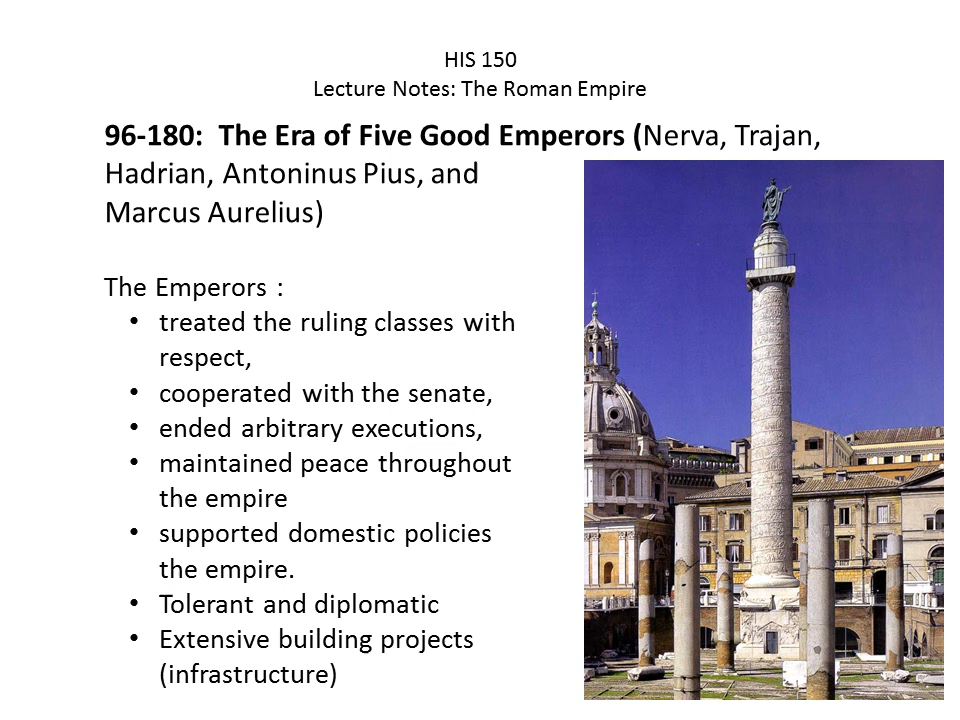 HIS 150
Lecture Notes: The Roman Empire
96-180:  The Era of Five Good Emperors (Nerva, Trajan,
Hadrian, Antoninus Pius, and
Marcus Aurelius)
The Emperors :
• treated the ruling classes with
respect,
• cooperated with the senate,
• ended arbitrary executions,
• maintained peace throughout
the empire
• supported domestic policies
the empire.
• Tolerant and diplomatic
• Extensive building projects
(infrastructure)